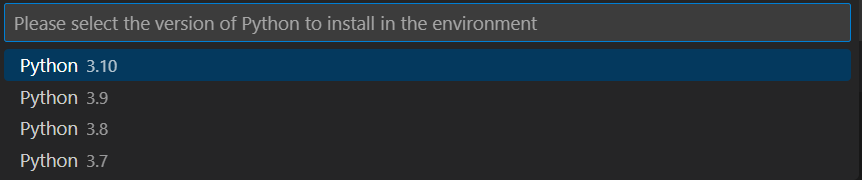 Please select the version of Python to install in the environment
Python 3.10
Python 3.9
Python 3.8
Python 3.7